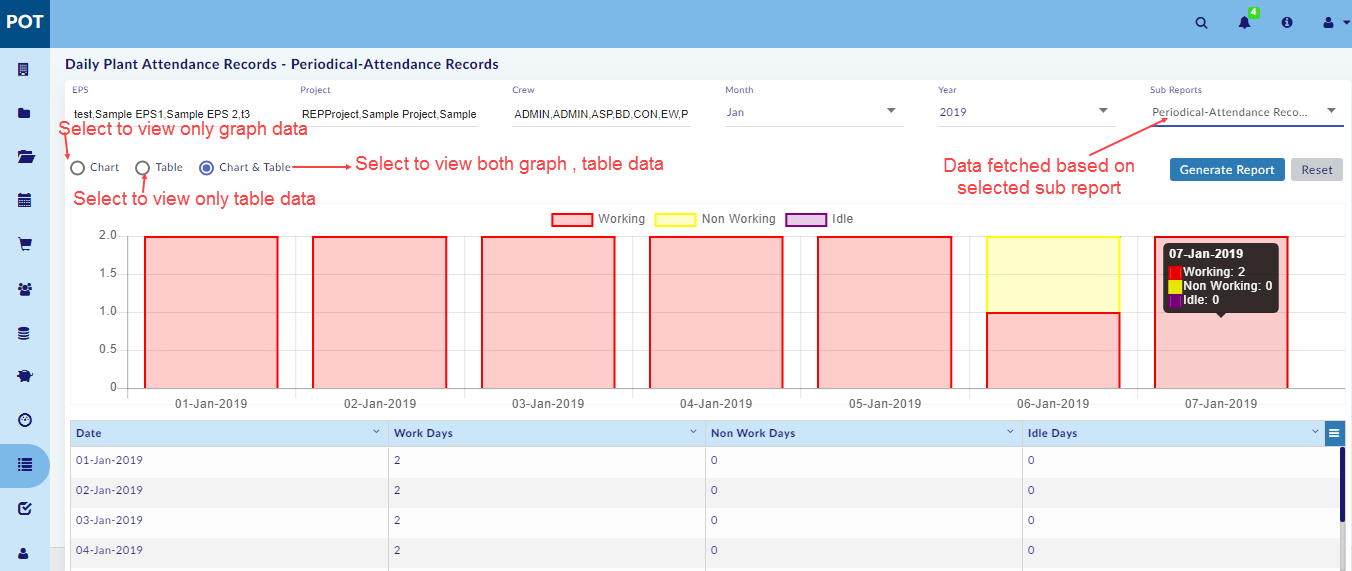 POT
4
Daily Plant Attendance Records - Periodical-Attendance Records
EPS Project Crew Month Year Sub Reports
test,Sample EPS1,Sample EPS 2,t3 REPProject,Sample Project,Sample ADMIN,ADMIN,ASP,BD,CON,EW,P Jan 2019 Periodical-Attendance Reco...
Select to view only graph data
Chart Table Chart & Table Select to view both graph , table data Data fetched based on
selected sub report
Generate Report Reset
Select to view only table data
Working Non Working Idle
2.0
1.5
1.0
0.5
0
07-Jan-2019
Working: 2
Non Working: 0
Idle: 0
01-Jan-2019 02-Jan-2019 03-Jan-2019 04-Jan-2019 05-Jan-2019 06-Jan-2019 07-Jan-2019
Date Work Days Non Work Days Idle Days
01-Jan-2019 2 0 0
02-Jan-2019 2 0 0
03-Jan-2019 2 0 0
04-Jan-2019 2 0 0